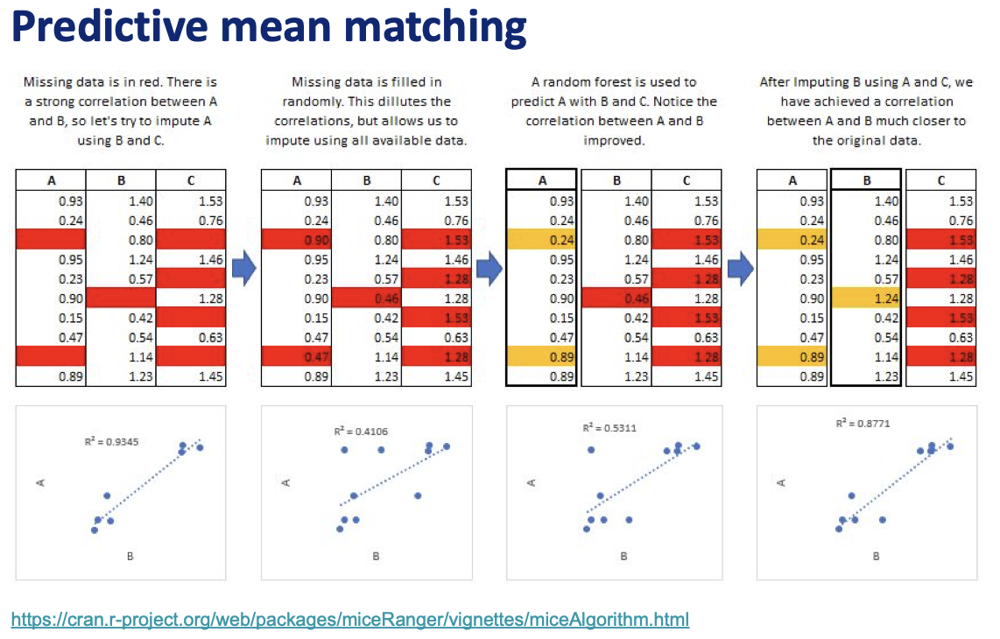 Predictive mean matching
Missing data is in red. There is
a strong correlation between A
and B, so let's try to impute A
using B and C.
Missing data is filled in
randomly. This dillutes the
correlations, but allows us to
impute using all available data.
A random forest is used to
predict A with B and C. Notice the
correlation between A and B
improved.
After Imputing B using A and C, we
have achieved a correlation
between A and B much closer to
the original data.
A B C
0.93 1.40 1.53
0.24 0.46 0.76
0.80
0.95 1.24 1.46
0.23 0.57
0.90 1.28
0.15 0.42
0.47 0.54 0.63
1.14
0.89 1.23 1.45
A B C
0.93 1.40 1.53
0.24 0.46 0.76
0.90 0.80 1.53
0.95 1.24 1.46
0.23 0.57 1.28
0.90 0.46 1.28
0.15 0.42 1.53
0.47 0.54 0.63
0.47 1.14 1.28
0.89 1.23 1.45
A B C
0.93 1.40 1.53
0.24 0.46 0.76
0.24 0.80 1.53
0.95 1.24 1.46
0.23 0.57 1.28
0.90 0.46 1.28
0.15 0.42 1.53
0.47 0.54 0.63
0.89 1.14 1.28
0.89 1.23 1.45
A B C
0.93 1.40 1.53
0.24 0.46 0.76
0.24 0.80 1.53
0.95 1.24 1.46
0.23 0.57 1.28
0.90 1.24 1.28
0.15 0.42 1.53
0.47 0.54 0.63
0.89 1.14 1.28
0.89 1.23 1.45
R² = 0.9345
A
B
R² = 0.4106
A
B
R² = 0.5311
A
B
R² = 0.8771
A
B
https://cran.r-project.org/web/packages/miceRanger/vignettes/miceAlgorithm.html